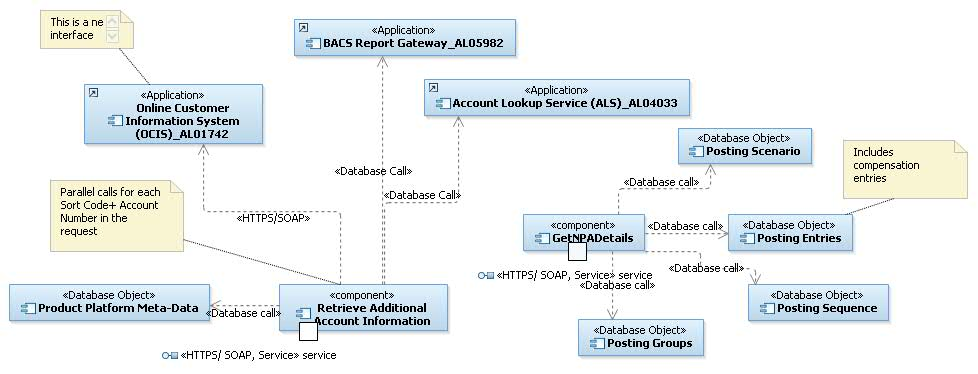 This is a ne
interface
«Application»
BACS Report Gateway_AL05982
«Application»
Online Customer
Information System
(OCIS)_AL01742
«Application»
Account Lookup Service (ALS)_AL04033
«Database Object»
Posting Scenario
Includes
compensation
entries
«Database Call»
«Database Call»
«Database call»
Parallel calls for each
Sort Code+ Account
Number in the
request
«HTTPS/SOAP»
«component»
GetNPADetails
«Database call»
«Database Object»
Posting Entries
«HTTPS/ SOAP, Service» service
«Database call»
«Database call»
«Database Object»
Product Platform Meta-Data
«Database call»
«component»
Retrieve Additional
Account Information
«Database Object»
Posting Sequence
«Database Object»
Posting Groups
«HTTPS/ SOAP, Service» service